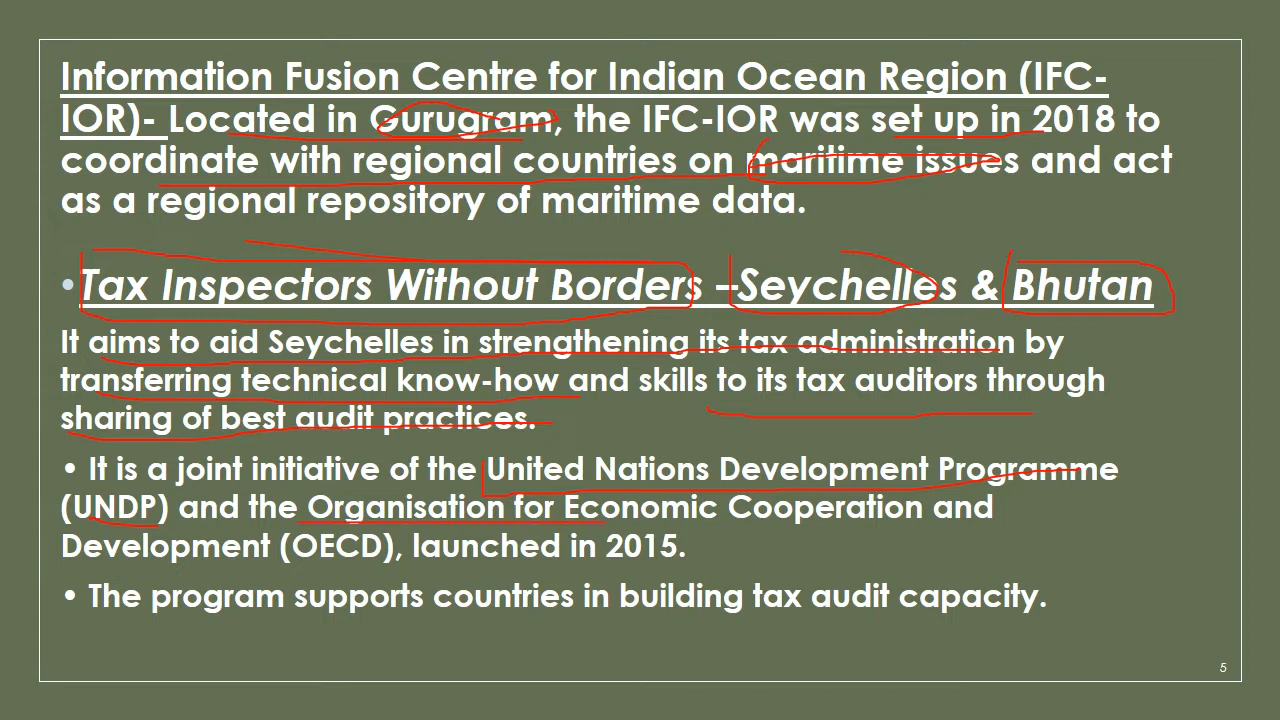 Information Fusion Centre for Indian Ocean Region (IFC-
IOR)- Located in Gurugram, the IFC-IOR was set up in 2018 to
coordinate with regional countries on maritime issues and act
as a regional repository of maritime data.
•Tax Inspectors Without Borders –Seychelles & Bhutan
It aims to aid Seychelles in strengthening its tax administration by
transferring technical know-how and skills to its tax auditors through
sharing of best audit practices.
• It is a joint initiative of the United Nations Development Programme
(UNDP) and the Organisation for Economic Cooperation and
Development (OECD), launched in 2015.
• The program supports countries in building tax audit capacity.
5